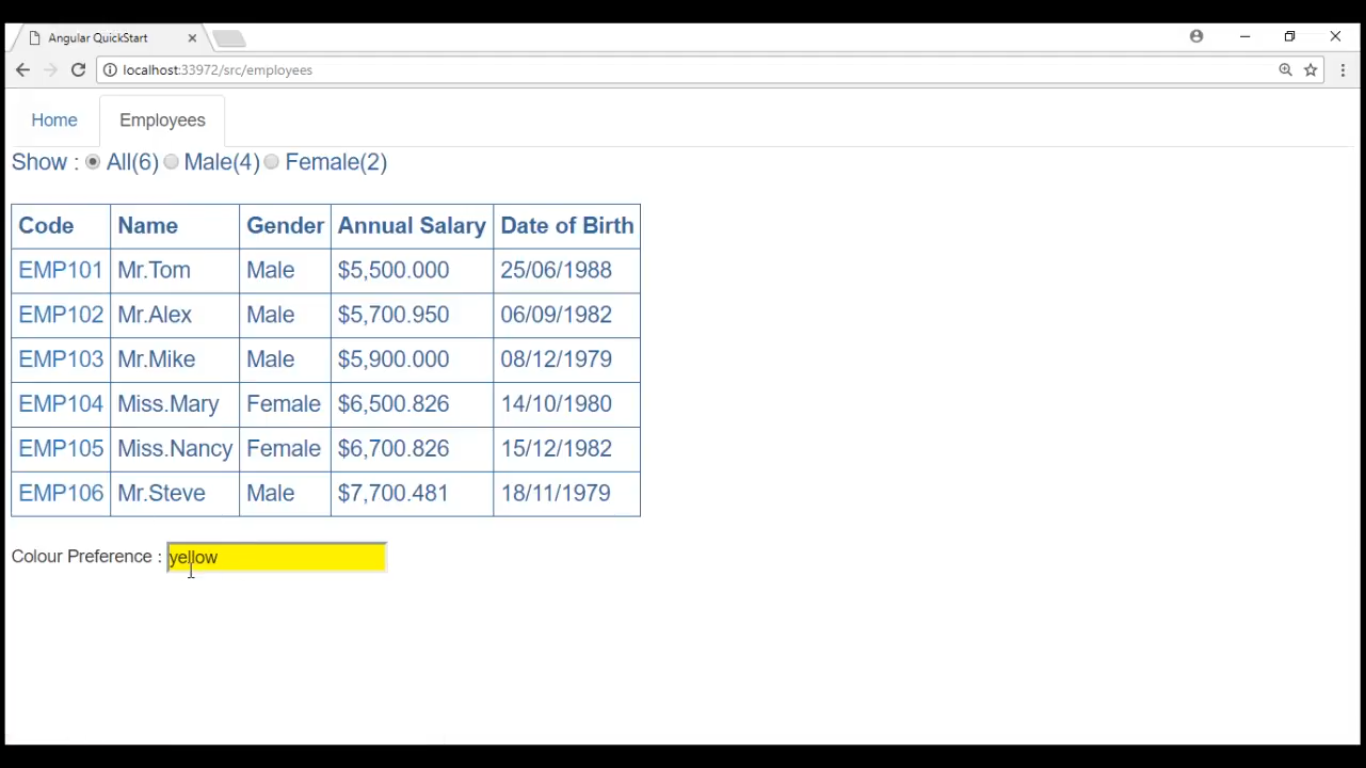 Angular QuickStart
localhost:33972/src/employees
Home Employees
Show : All(6) Male(4) Female(2)
Code Name Gender Annual Salary Date of Birth
EMP101 Mr.Tom Male $5,500.000 25/06/1988
EMP102 Mr.Alex Male $5,700.950 06/09/1982
EMP103 Mr.Mike Male $5,900.000 08/12/1979
EMP104 Miss.Mary Female $6,500.826 14/10/1980
EMP105 Miss.Nancy Female $6,700.826 15/12/1982
EMP106 Mr.Steve Male $7,700.481 18/11/1979
Colour Preference : yellow